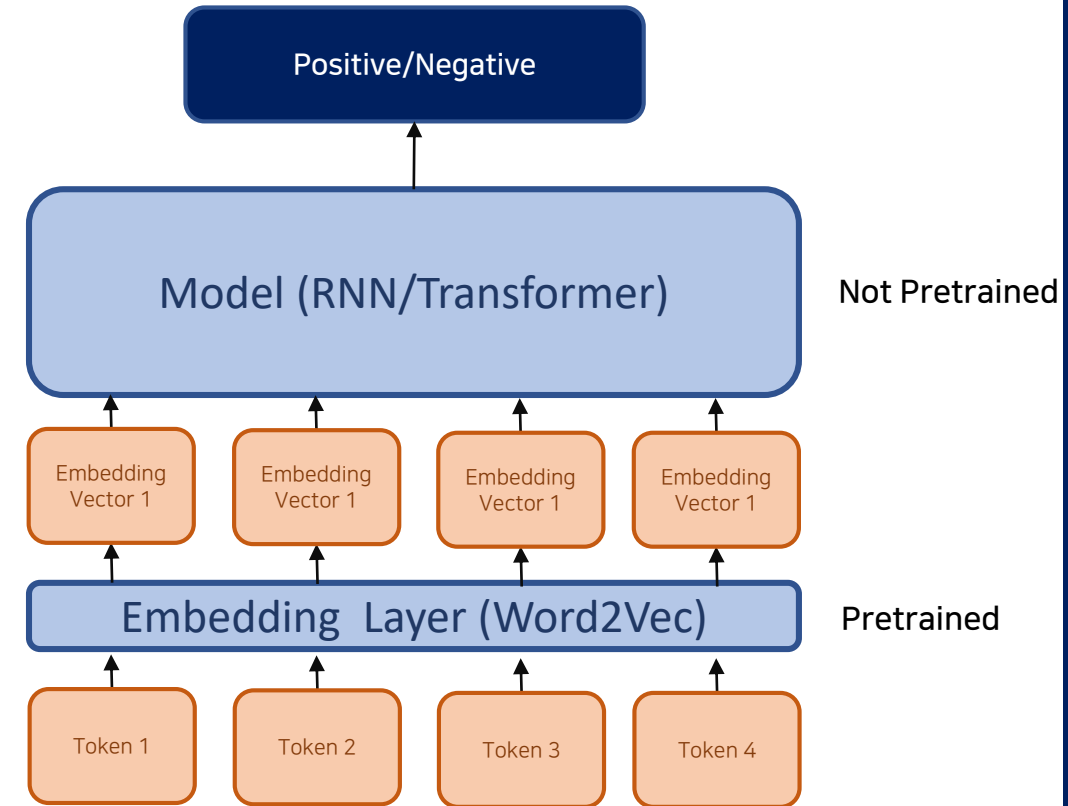 Positive/Negative
Model (RNN/Transformer)
Not Pretrained
Embedding
Vector 1
Embedding
Vector 1
Embedding
Vector 1
Embedding
Vector 1
Embedding Layer (Word2Vec)
Pretrained
Token 1
Token 2
Token 3
Token 4